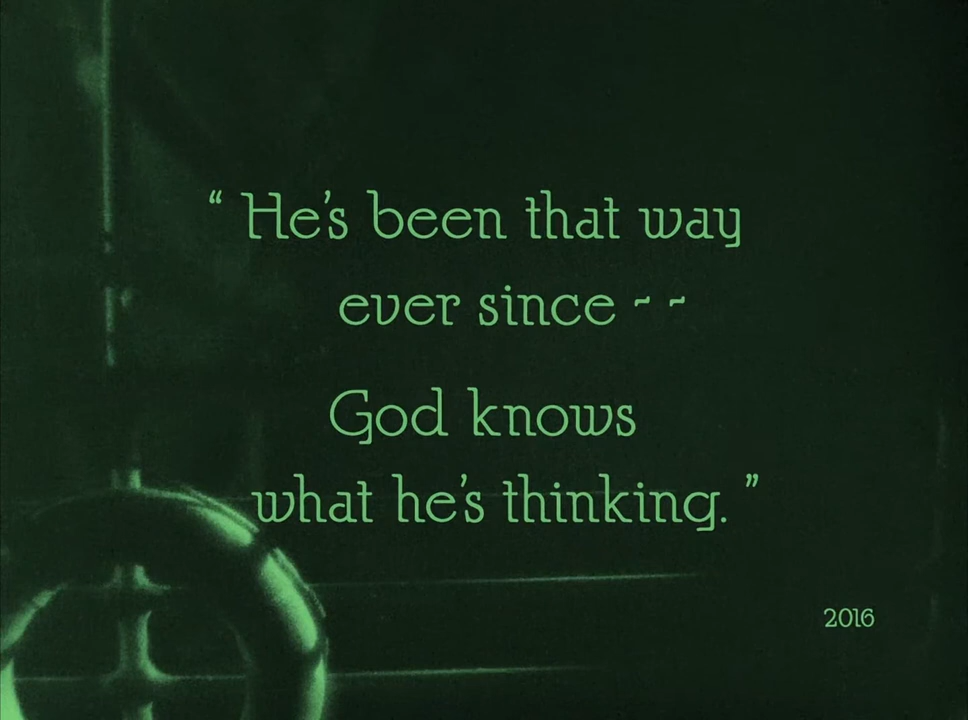 “ He’s been that way
ever since - -
God knows
what he’s thinking. ”
2016